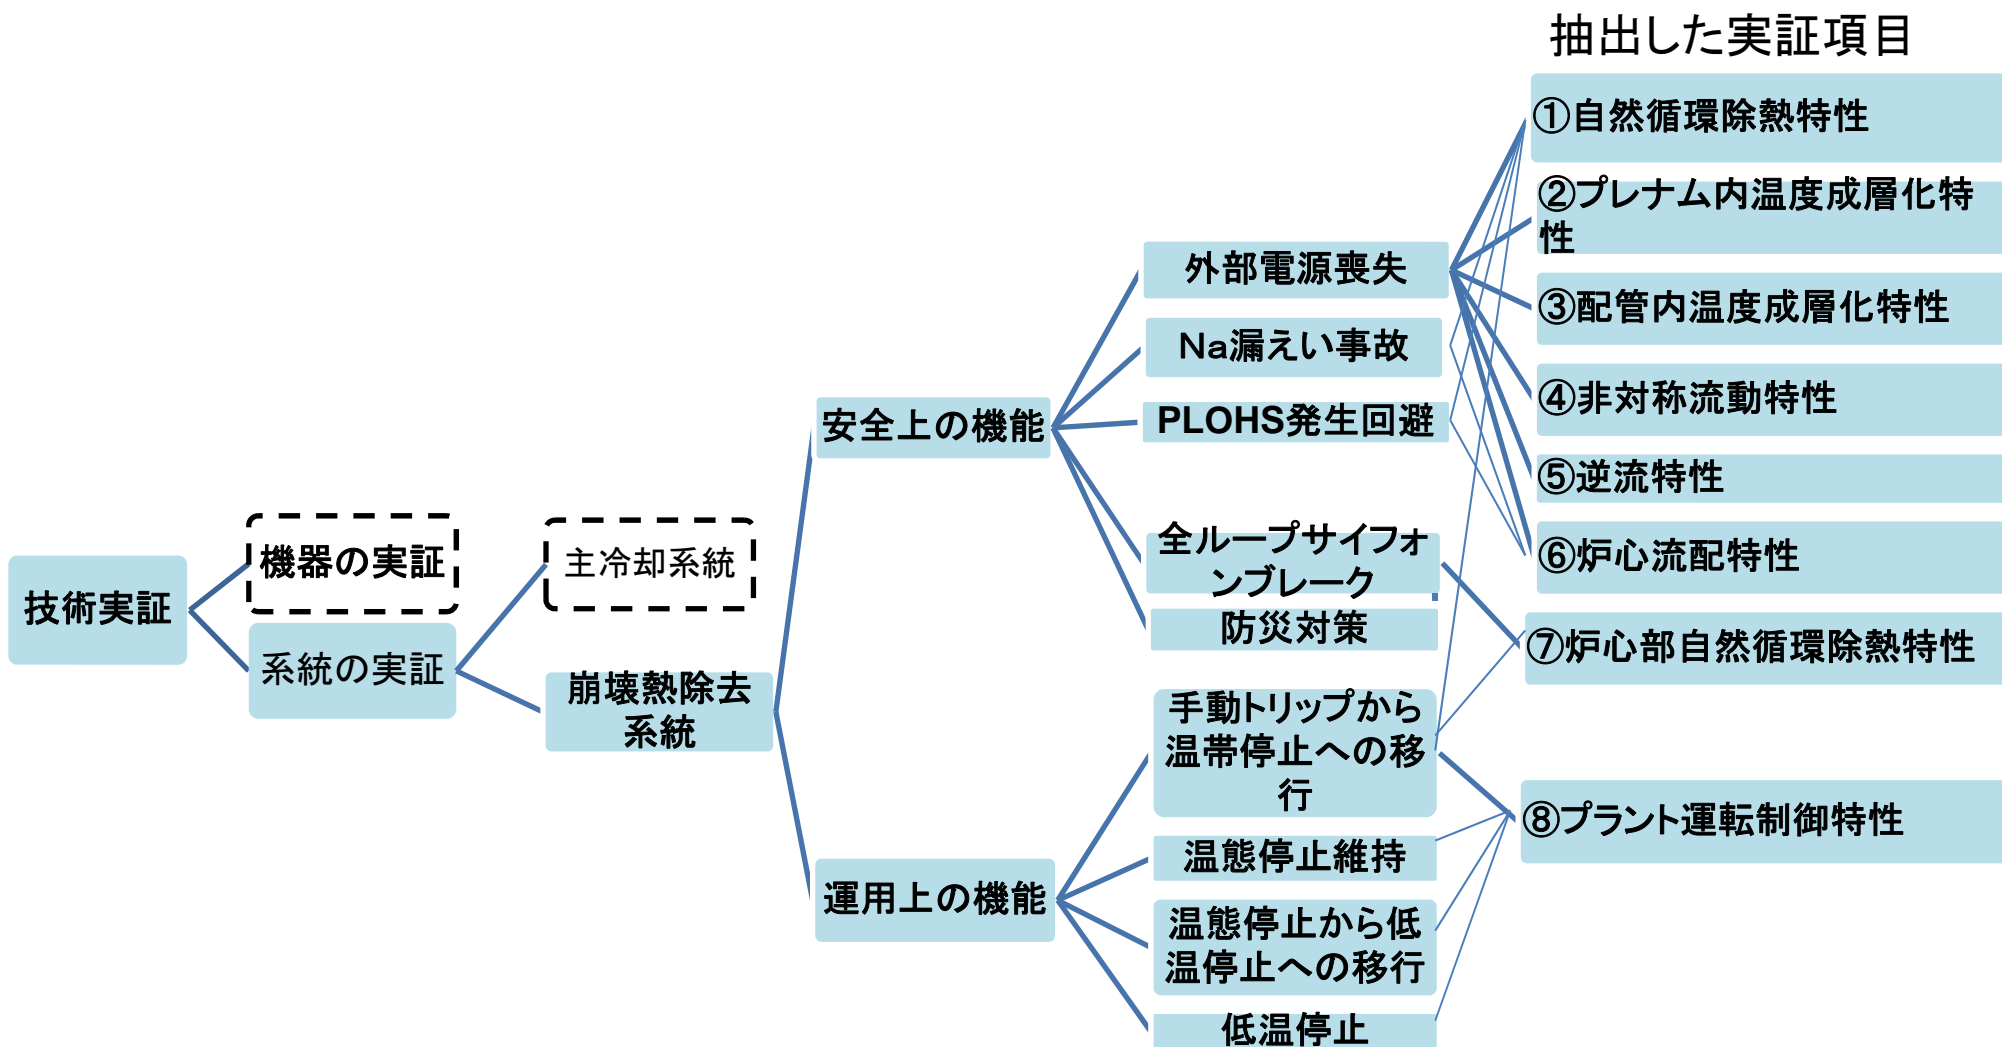 抽出した実証項目
①自然循環除熱特性
②プレナム内温度成層化特
性
③配管内温度成層化特性
④非対称流動特性
⑤逆流特性
⑥炉心流配特性
⑦炉心部自然循環除熱特性
⑧プラント運転制御特性
外部電源喪失
Na漏えい事故
PLOHS発生回避
全ループサイフォ
ンブレーク
防災対策
手動トリップから
温帯停止への移
行
温態停止維持
温態停止から低
温停止への移行
低温停止
安全上の機能
運用上の機能
主冷却系統
崩壊熱除去
系統
機器の実証
系統の実証
技術実証